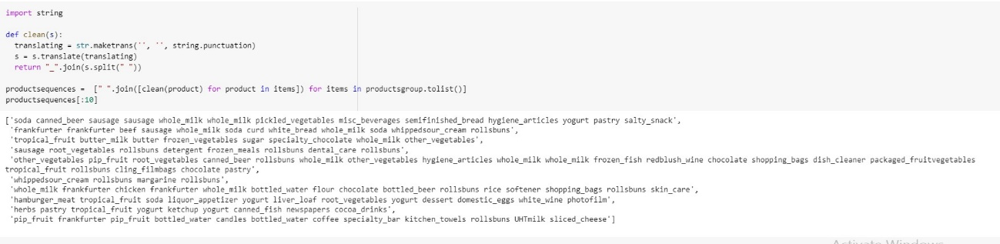 import string
def clean(s):
  translating = str.maketrans('', '', string.punctuation)
  s = s.translate(translating)
  return "_".join(s.split(" "))
productsequences =  [" ".join([clean(product) for product in items]) for items in productsgroup.tolist()]
productsequences[:10]
['soda canned_beer sausage sausage whole_milk whole_milk pickled_vegetables misc_beverages semifinished_bread hygiene_articles yogurt pastry salty_snack',
 'frankfurter frankfurter beef sausage whole_milk soda curd white_bread whole_milk soda whippedsour_cream rollsbuns',
 'tropical_fruit butter_milk butter frozen_vegetables sugar specialty_chocolate whole_milk other_vegetables',
 'sausage root_vegetables rollsbuns detergent frozen_meals rollsbuns dental_care rollsbuns',
 'other_vegetables pip_fruit root_vegetables canned_beer rollsbuns whole_milk other_vegetables hygiene_articles whole_milk whole_milk frozen_fish redblush_wine chocolate shopping_bags dish_cleaner packaged_fruitvegetables
tropical_fruit rollsbuns cling_filmbags chocolate pastry',
 'whippedsour_cream rollsbuns margarine rollsbuns',
 'whole_milk frankfurter chicken frankfurter whole_milk bottled_water flour chocolate bottled_beer rollsbuns rice softener shopping_bags rollsbuns skin_care',
 'hamburger_meat tropical_fruit soda liquor_appetizer yogurt liver_loaf root_vegetables yogurt dessert domestic_eggs white_wine photofilm',
 'herbs pastry tropical_fruit yogurt ketchup yogurt canned_fish newspapers cocoa_drinks',
 'pip_fruit frankfurter pip_fruit bottled_water candles bottled_water coffee specialty_bar kitchen_towels rollsbuns UHTmilk sliced_cheese']
Activate Windows